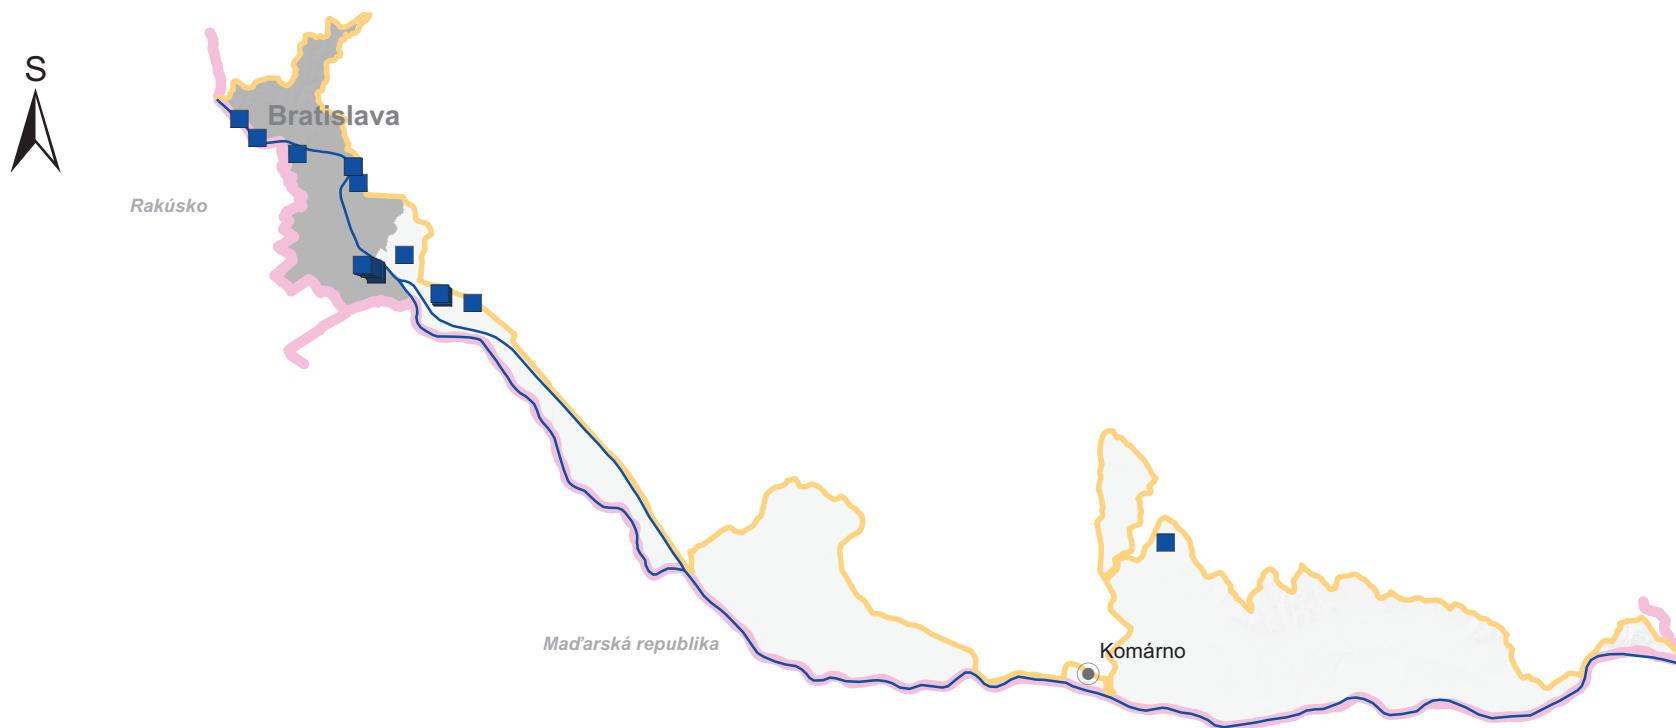 S
Bratislava
Rakúsko
Maďarská republika
Komárno